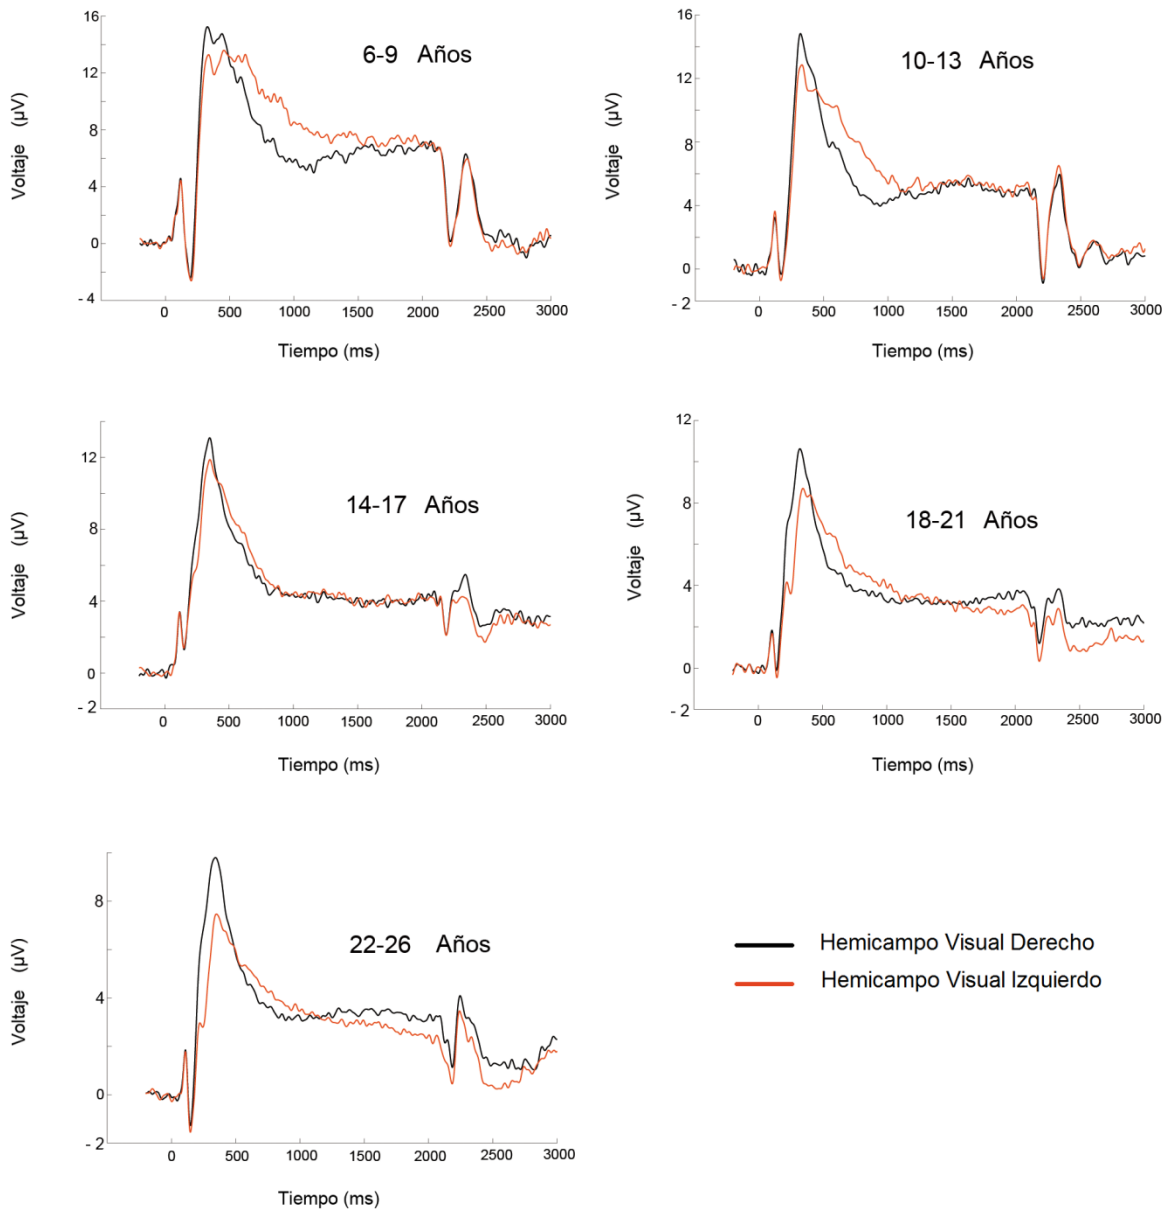 6-9 Años
Voltaje (µV)
16
12
8
4
0
- 4
0 500 1000 1500 2000 2500 3000
Tiempo (ms)
10-13 Años
Voltaje (µV)
16
12
8
4
0
- 2
0 500 1000 1500 2000 2500 3000
Tiempo (ms)
14-17 Años
Voltaje (µV)
12
8
4
0
- 2
0 500 1000 1500 2000 2500 3000
Tiempo (ms)
18-21 Años
Voltaje (µV)
12
8
4
0
- 2
0 500 1000 1500 2000 2500 3000
Tiempo (ms)
22-26 Años
Voltaje (µV)
8
4
0
- 2
0 500 1000 1500 2000 2500 3000
Tiempo (ms)
Hemicampo Visual Derecho
Hemicampo Visual Izquierdo